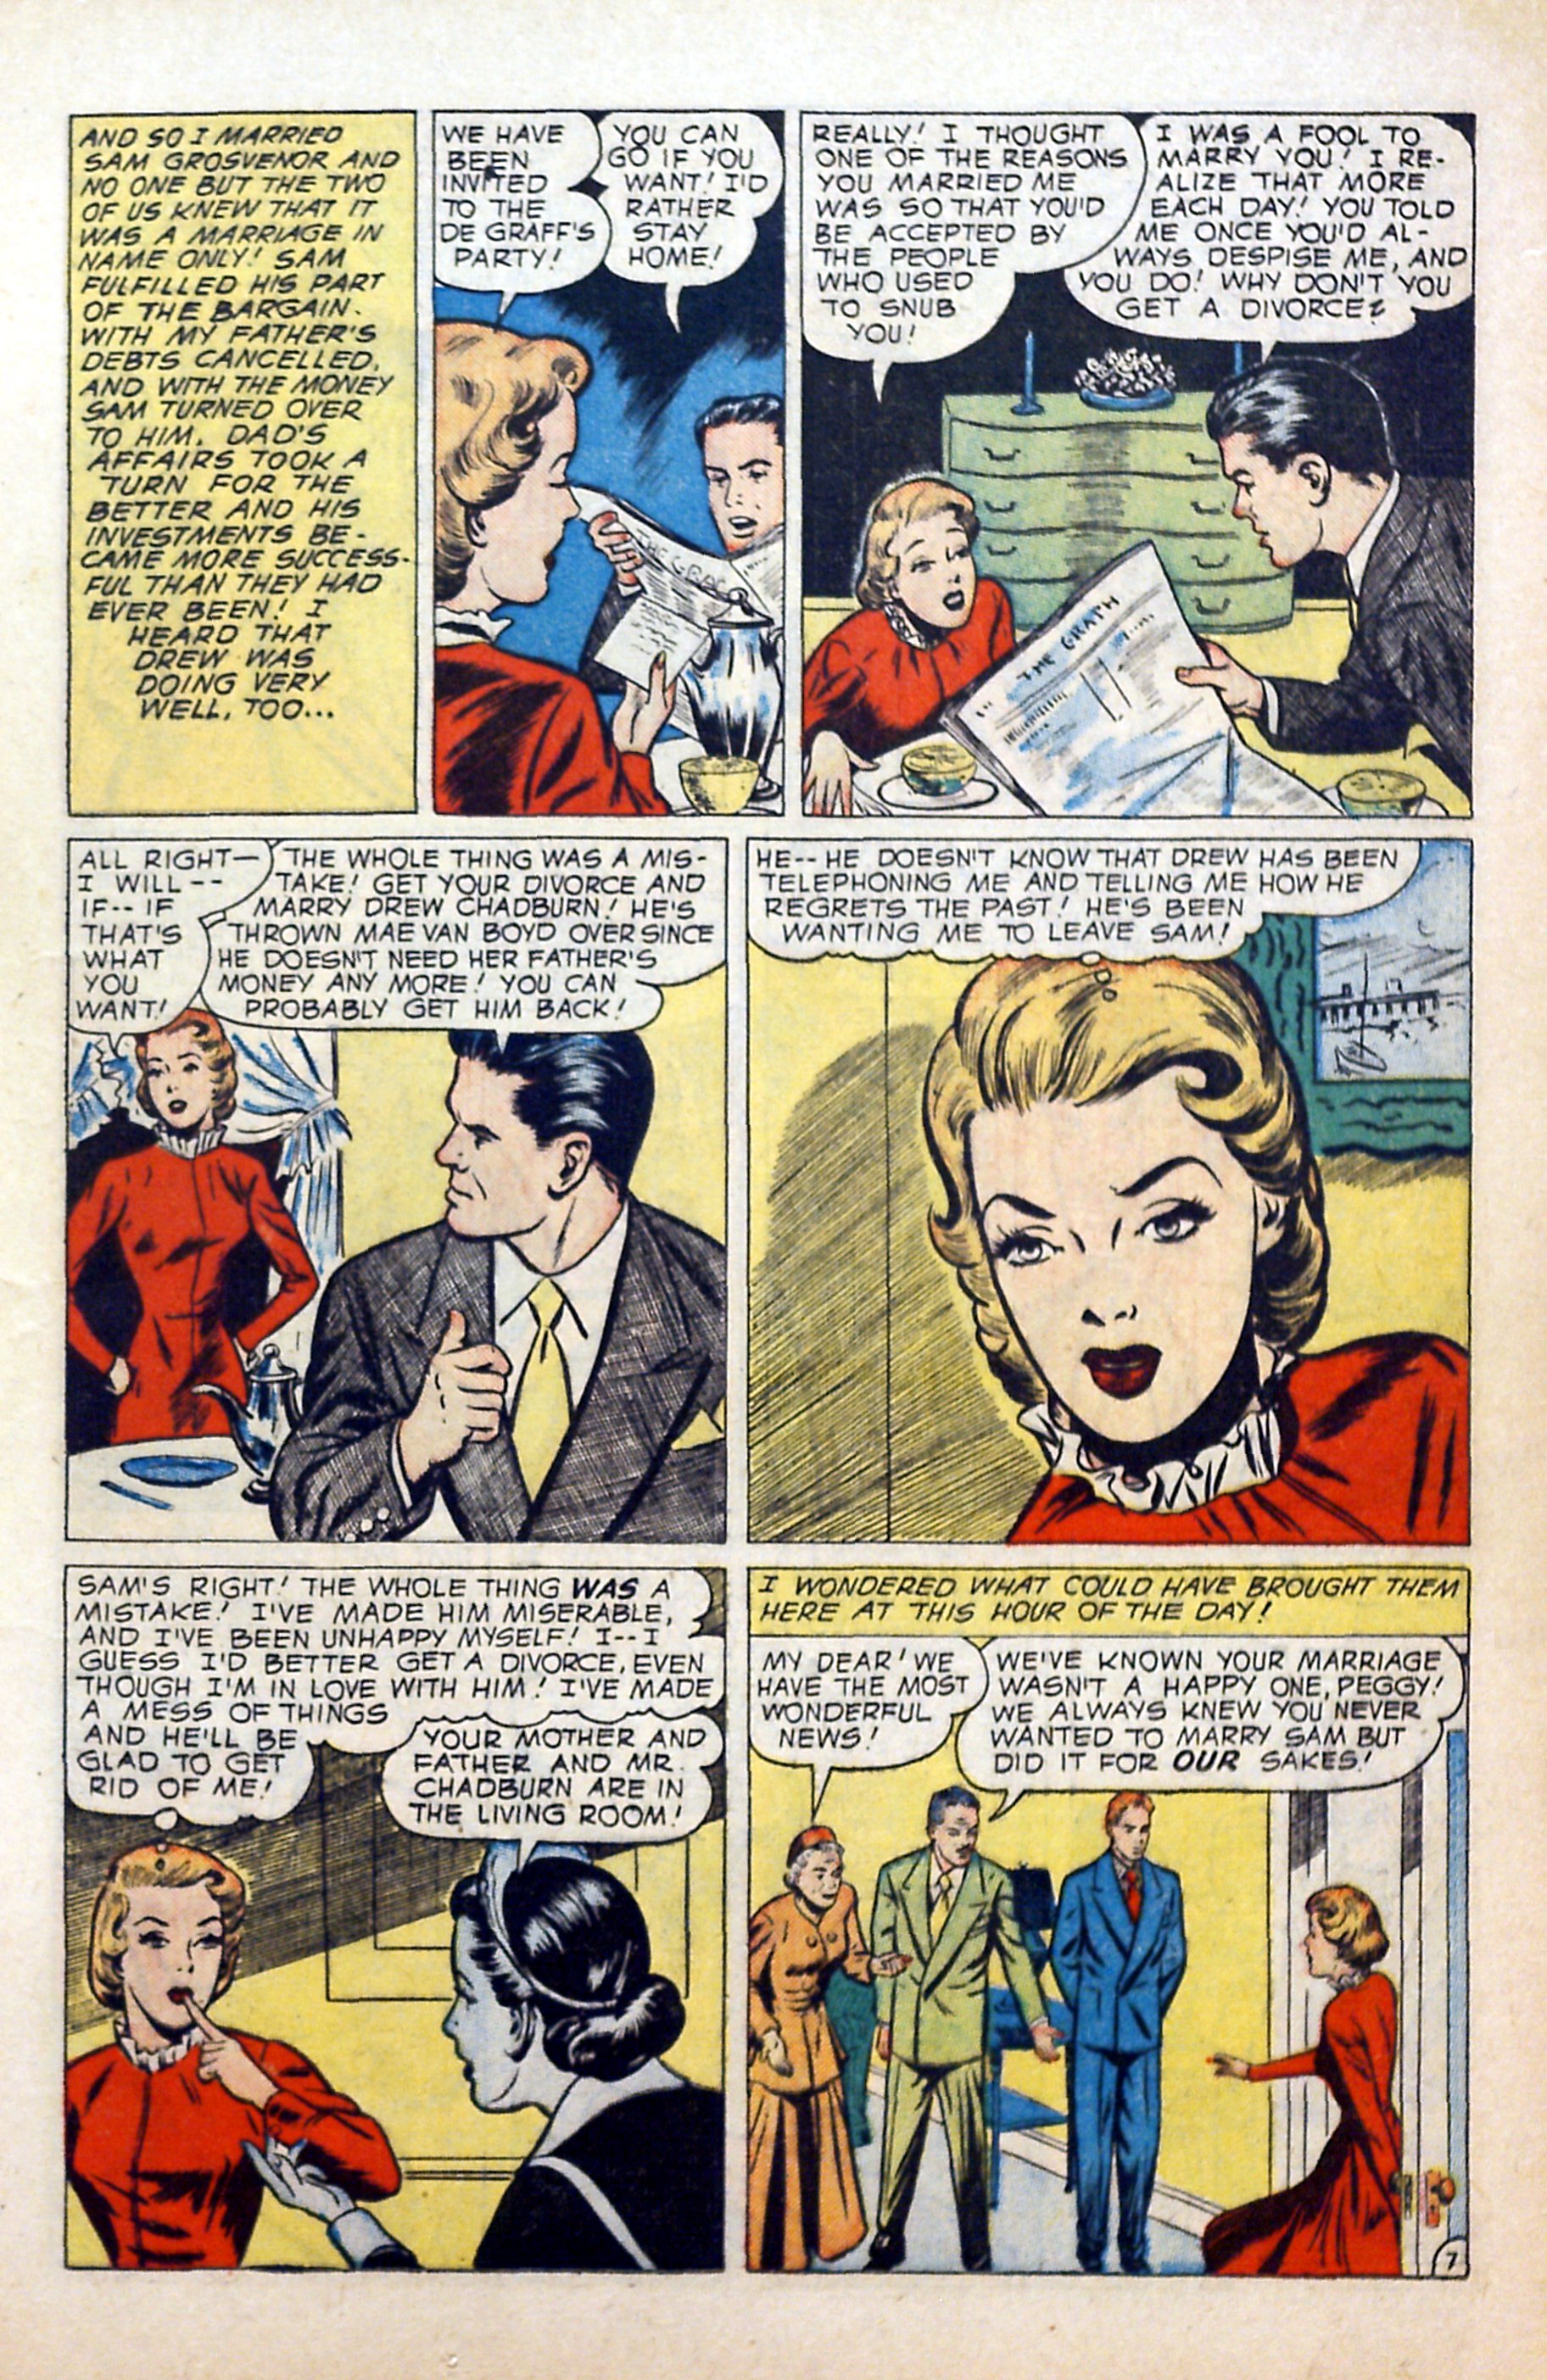 AND SO I MARRIED
SAM GROSVENOR AND
NO ONE BUT THE TWO
OF US KNEW THAT IT
WAS A MARRIAGE IN
NAME ONLY! SAM
FULFILLED HIS PART
OF THE BARGAIN.
WITH MY FATHER'S
DEBTS CANCELLED,
AND WITH THE MONEY
SAM TURNED OVER
TO HIM, DAD'S
AFFAIRS TOOK A
TURN FOR THE
BETTER AND HIS
INVESTMENTS BE-
CAME MORE SUCCESS-
FUL THAN THEY HAD
EVER BEEN! I
HEARD THAT
DREW WAS
DOING VERY
WELL, TOO...
WE HAVE
BEEN
INVITED
TO THE
DE GRAFF'S
PARTY!
YOU CAN
GO IF YOU
WANT! I'D
RATHER
STAY
HOME!
REALLY! I THOUGHT
ONE OF THE REASONS
YOU MARRIED ME
WAS SO THAT YOU'D
BE ACCEPTED BY
THE PEOPLE
WHO USED
TO SNUB
YOU!
I WAS A FOOL TO
MARRY YOU! I RE-
ALIZE THAT MORE
EACH DAY! YOU TOLD
ME ONCE YOU'D AL-
WAYS DESPISE ME, AND
YOU DO! WHY DON'T YOU
GET A DIVORCE?
THE GRATH
ALL RIGHT--
I WILL--
IF-- IF
THAT'S
WHAT
YOU
WANT!
THE WHOLE THING WAS A MIS-
TAKE! GET YOUR DIVORCE AND
MARRY DREW CHADBURN! HE'S
THROWN MAE VAN BOYD OVER SINCE
HE DOESN'T NEED HER FATHER'S
MONEY ANY MORE! YOU CAN
PROBABLY GET HIM BACK!
HE-- HE DOESN'T KNOW THAT DREW HAS BEEN
TELEPHONING ME AND TELLING ME HOW HE
REGRETS THE PAST! HE'S BEEN
WANTING ME TO LEAVE SAM!
SAM'S RIGHT! THE WHOLE THING WAS A
MISTAKE! I'VE MADE HIM MISERABLE,
AND I'VE BEEN UNHAPPY MYSELF! I--I
GUESS I'D BETTER GET A DIVORCE, EVEN
THOUGH I'M IN LOVE WITH HIM! I'VE MADE
A MESS OF THINGS
AND HE'LL BE
GLAD TO GET
RID OF ME!
YOUR MOTHER AND
FATHER AND MR.
CHADBURN ARE IN
THE LIVING ROOM!
I WONDERED WHAT COULD HAVE BROUGHT THEM
HERE AT THIS HOUR OF THE DAY!
MY DEAR! WE
HAVE THE MOST
WONDERFUL
NEWS!
WE'VE KNOWN YOUR MARRIAGE
WASN'T A HAPPY ONE, PEGGY!
WE ALWAYS KNEW YOU NEVER
WANTED TO MARRY SAM BUT
DID IT FOR OUR SAKES!
7